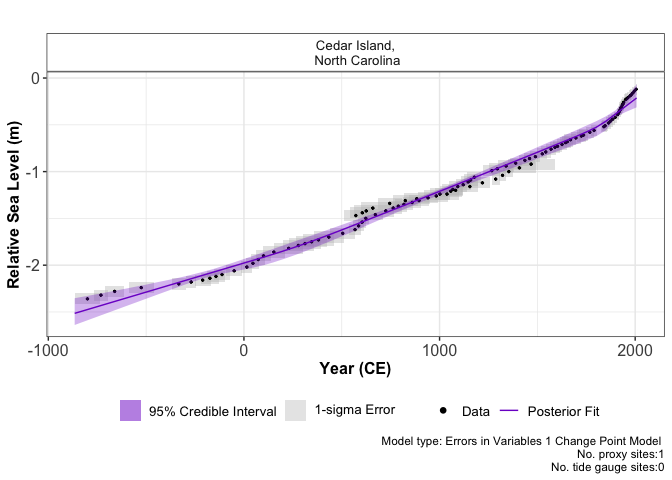 Cedar Island,
North Carolina
0
-1
-2
Relative Sea Level (m)
-1000
0
1000
2000
Year (CE)
95% Credible Interval
1-sigma Error
Data
Posterior Fit
Model type: Errors in Variables 1 Change Point Model
No. proxy sites:1
No. tide gauge sites:0